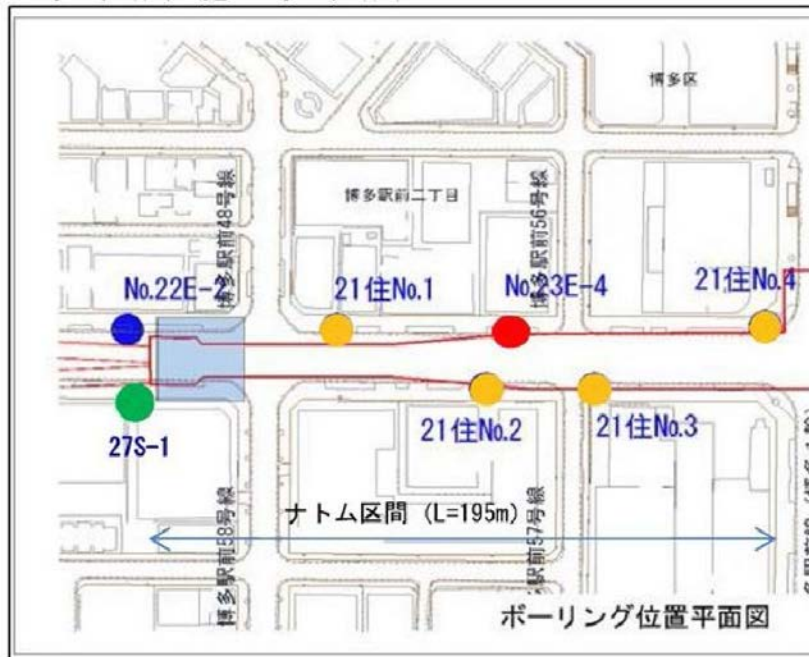 博多区
博多駅前二丁目
博多駅前48号線
博多駅前56号線
No.22E-2
21住No.1
No.23E-4
21住No.4
27S-1
21住No.2
21住No.3
ナトム区間 (L=195m)
博多駅前58号線
博多駅前57号線
ボーリング位置平面図